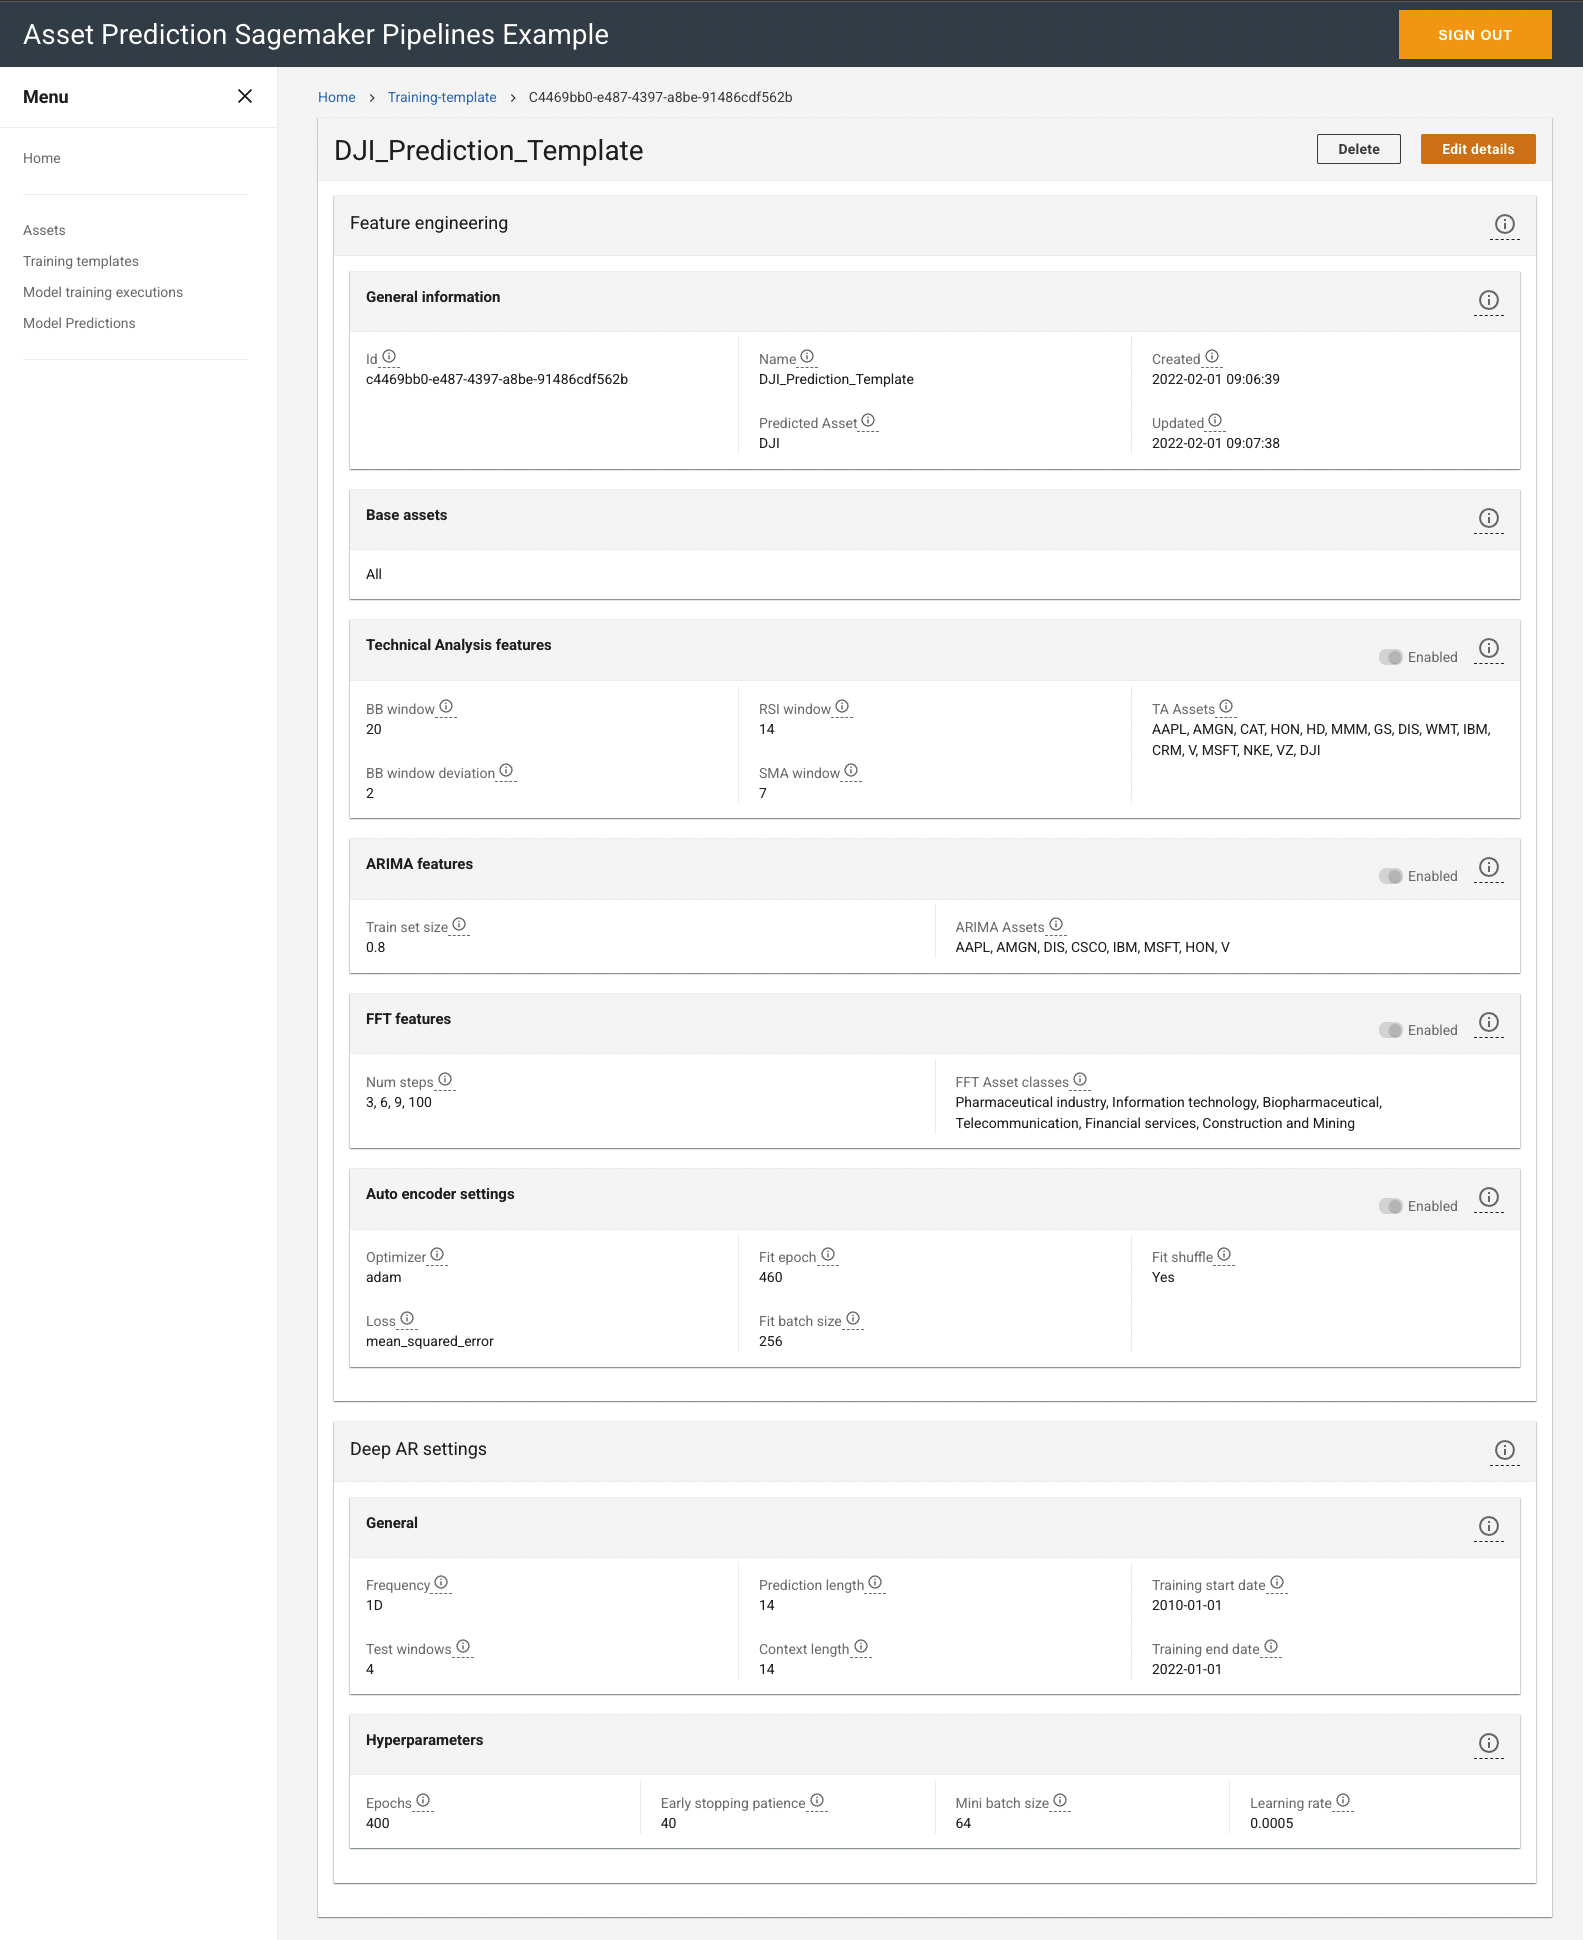 Asset Prediction Sagemaker Pipelines Example
SIGN OUT
Menu
Home
Assets
Training templates
Model training executions
Model Predictions
Home > Training-template > C4469bb0-e487-4397-a8be-91486cdf562b
DJI_Prediction_Template
Delete
Edit details
Feature engineering
General information
Id
c4469bb0-e487-4397-a8be-91486cdf562b
Name
DJI_Prediction_Template
Predicted Asset
DJI
Created
2022-02-01 09:06:39
Updated
2022-02-01 09:07:38
Base assets
All
Technical Analysis features
Enabled
BB window
20
BB window deviation
2
RSI window
14
SMA window
7
TA Assets
AAPL, AMGN, CAT, HON, HD, MMM, GS, DIS, WMT, IBM,
CRM, V, MSFT, NKE, VZ, DJI
ARIMA features
Enabled
Train set size
0.8
ARIMA Assets
AAPL, AMGN, DIS, CSCO, IBM, MSFT, HON, V
FFT features
Enabled
Num steps
3, 6, 9, 100
FFT Asset classes
Pharmaceutical industry, Information technology, Biopharmaceutical,
Telecommunication, Financial services, Construction and Mining
Auto encoder settings
Enabled
Optimizer
adam
Loss
mean_squared_error
Fit epoch
460
Fit batch size
256
Fit shuffle
Yes
Deep AR settings
General
Frequency
1D
Test windows
4
Prediction length
14
Context length
14
Training start date
2010-01-01
Training end date
2022-01-01
Hyperparameters
Epochs
400
Early stopping patience
40
Mini batch size
64
Learning rate
0.0005